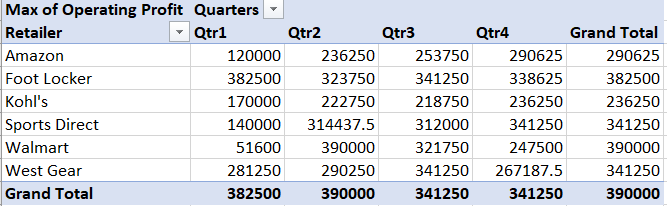 Max of Operating Profit Quarters
Retailer Qtr1 Qtr2 Qtr3 Qtr4 Grand Total
Amazon 120000 236250 253750 290625 290625
Foot Locker 382500 323750 341250 338625 382500
Kohl's 170000 222750 218750 236250 236250
Sports Direct 140000 314437.5 312000 341250 341250
Walmart 51600 390000 321750 247500 390000
West Gear 281250 290250 341250 267187.5 341250
Grand Total 382500 390000 341250 341250 390000